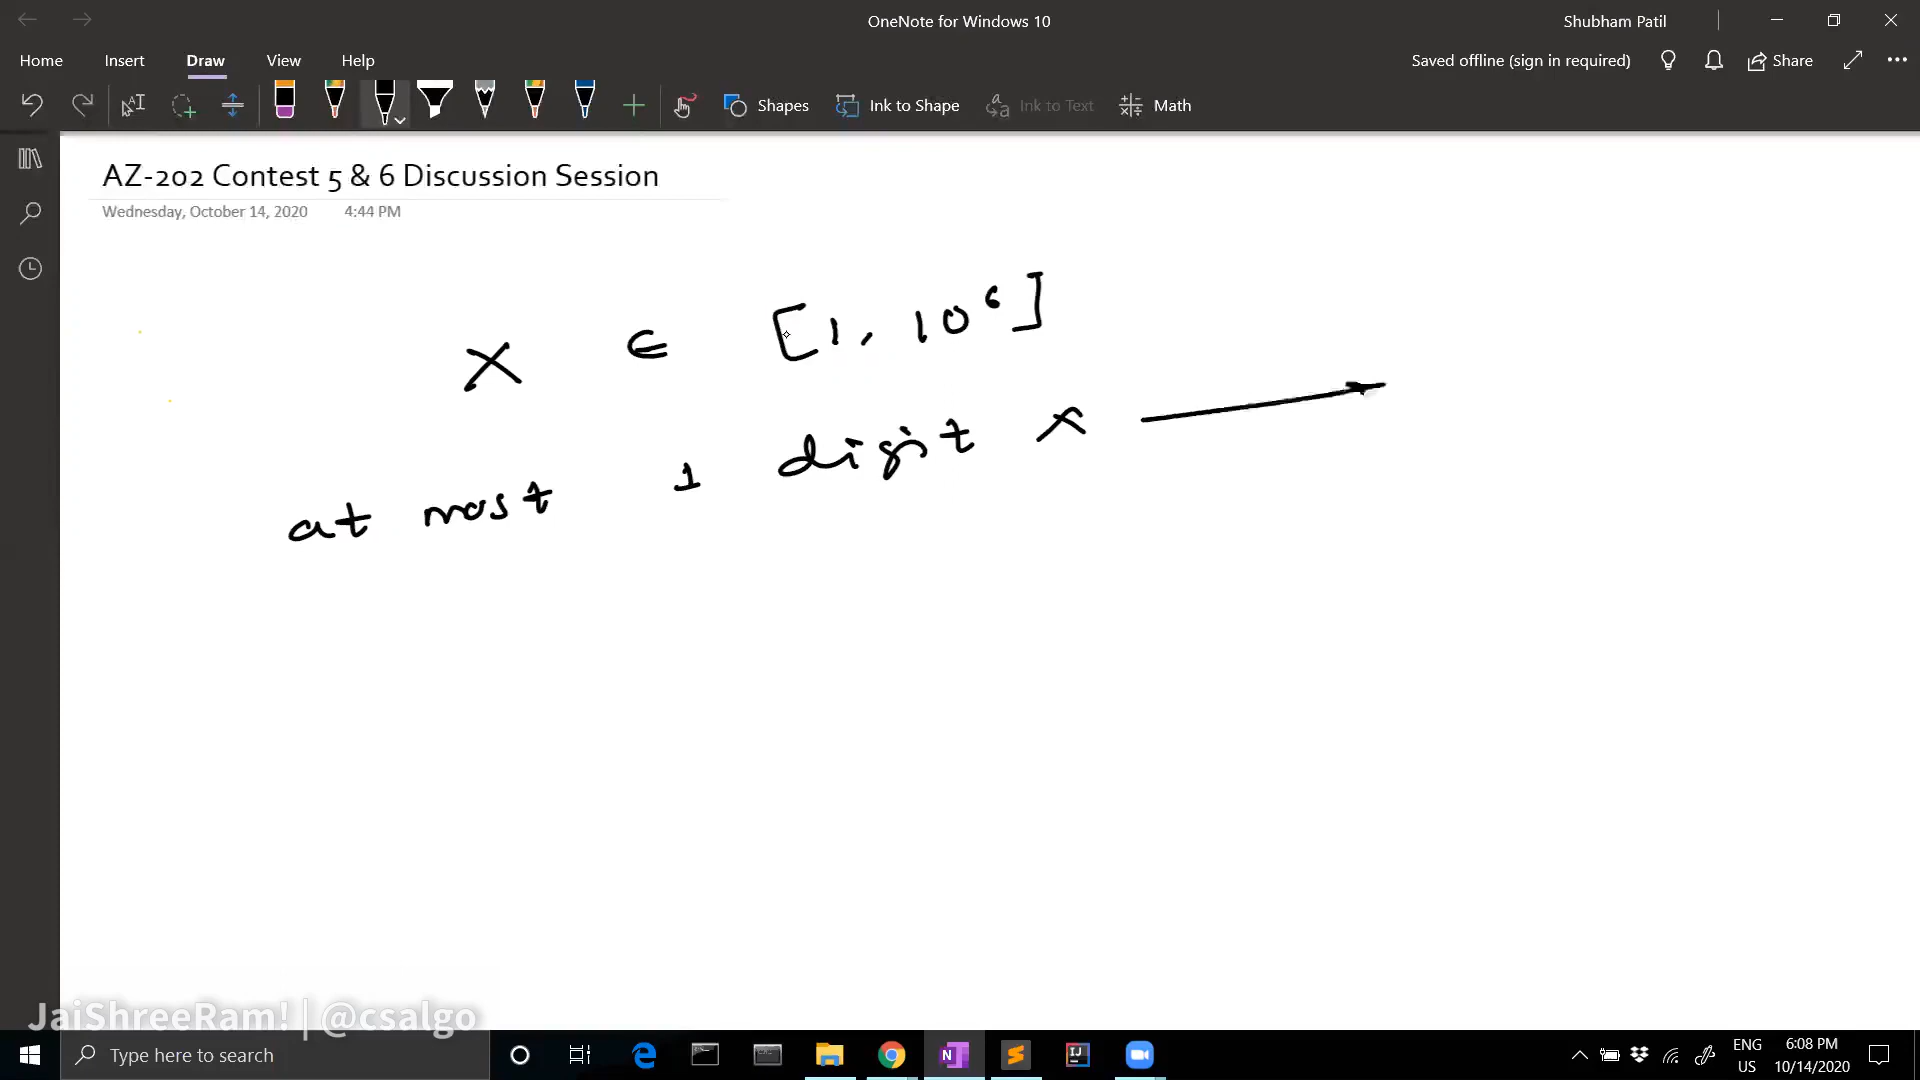 OneNote for Windows 10
Shubham Patil
Home Insert Draw View Help
Saved offline (sign in required) Share
Shapes Ink to Shape Ink to Text Math
AZ-202 Contest 5 & 6 Discussion Session
Wednesday, October 14, 2020 4:44 PM
X ∈ [1, 10⁶]
at most 1 digit
JaiShreeRam! | @csalgo
Type here to search
ENG 6:08 PM
US 10/14/2020